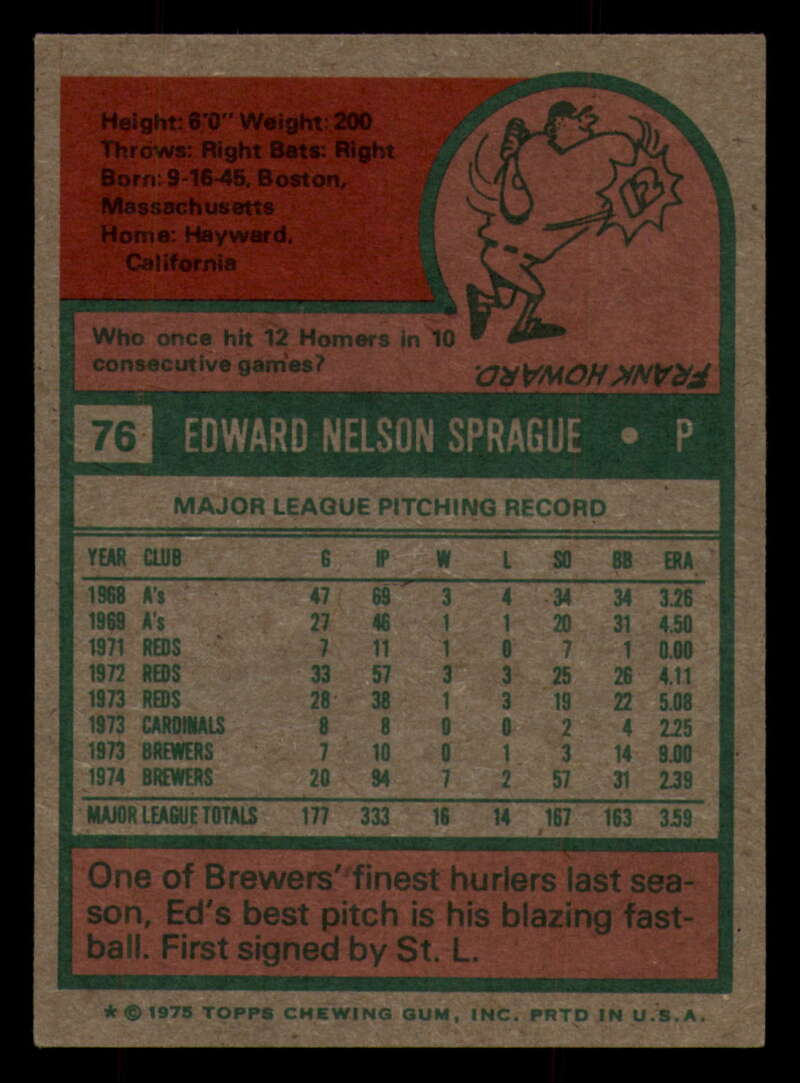 Height: 6'0" Weight: 200
Throws: Right Bats: Right
Born: 9-16-45, Boston,
Massachusetts
Home: Hayward,
California
12
Who once hit 12 Homers in 10
consecutive games?
FRANK HOWARD.
76 EDWARD NELSON SPRAGUE • P
MAJOR LEAGUE PITCHING RECORD
YEAR CLUB G IP W L SO BB ERA
1968 A's 47 69 3 4 34 34 3.26
1969 A's 27 46 1 1 20 31 4.50
1971 REDS 7 11 1 0 7 1 0.00
1972 REDS 33 57 3 3 25 26 4.11
1973 REDS 28 38 1 3 19 22 5.08
1973 CARDINALS 8 8 0 0 2 4 2.25
1973 BREWERS 7 10 0 1 3 14 9.00
1974 BREWERS 20 94 7 2 57 31 2.39
MAJOR LEAGUE TOTALS 177 333 16 14 167 163 3.59
One of Brewers' finest hurlers last sea-
son, Ed's best pitch is his blazing fast-
ball. First signed by St. L.
* © 1975 TOPPS CHEWING GUM, INC. PRTD IN U.S.A.